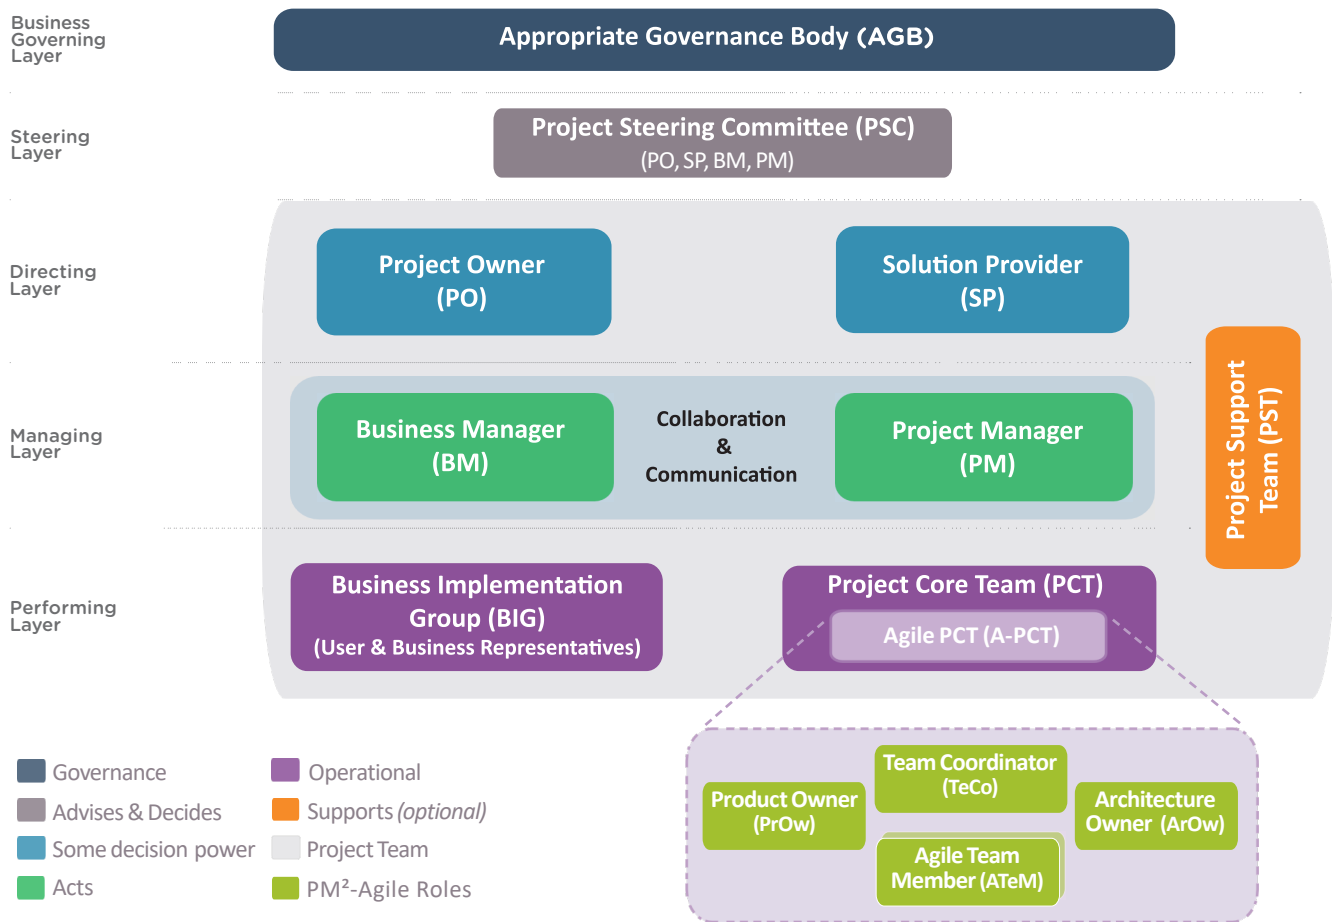 Business
Governing
Layer
Appropriate Governance Body (AGB)
Steering
Layer
Project Steering Committee (PSC)
(PO, SP, BM, PM)
Directing
Layer
Project Owner
(PO)
Solution Provider
(SP)
Managing
Layer
Business Manager
(BM)
Collaboration
&
Communication
Project Manager
(PM)
Project Support
Team (PST)
Performing
Layer
Business Implementation
Group (BIG)
(User & Business Representatives)
Project Core Team (PCT)
Agile PCT (A-PCT)
Governance
Advises & Decides
Some decision power
Acts
Operational
Supports (optional)
Project Team
PM²-Agile Roles
Product Owner
(PrOw)
Team Coordinator
(TeCo)
Agile Team
Member (ATeM)
Architecture
Owner (ArOw)